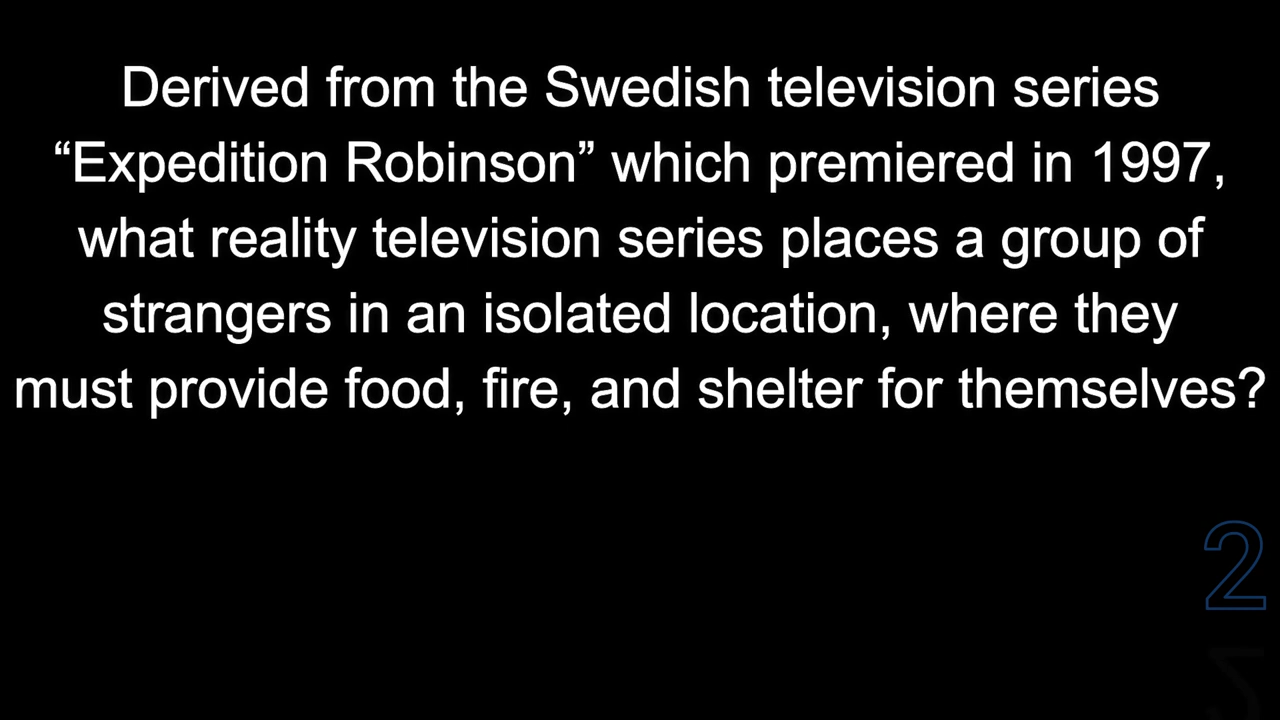 Derived from the Swedish television series
“Expedition Robinson” which premiered in 1997,
what reality television series places a group of
strangers in an isolated location, where they
must provide food, fire, and shelter for themselves?
2